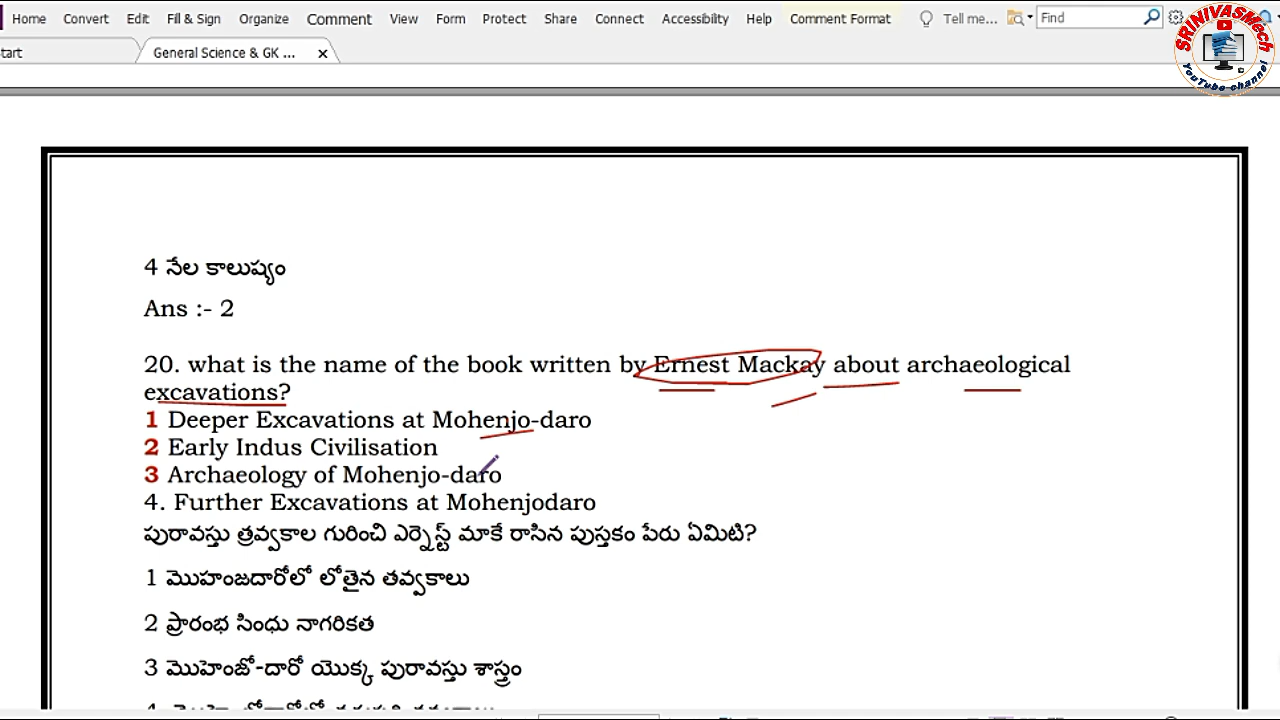 Home Convert Edit Fill & Sign Organize Comment View Form Protect Share Connect Accessibility Help Comment Format Tell me... Find
tart General Science & GK ... ×
SRINIVASMech
YouTube channel
4 నేల కాలుష్యం
Ans :- 2
20. what is the name of the book written by Ernest Mackay about archaeological
excavations?
1 Deeper Excavations at Mohenjo-daro
2 Early Indus Civilisation
3 Archaeology of Mohenjo-daro
4. Further Excavations at Mohenjodaro
పురావస్తు త్రవ్వకాల గురించి ఎర్నెస్ట్ మాకే రాసిన పుస్తకం పేరు ఏమిటి?
1 మొహంజదారోలో లోతైన తవ్వకాలు
2 ప్రారంభ సింధు నాగరికత
3 మొహెంజో-దారో యొక్క పురావస్తు శాస్త్రం